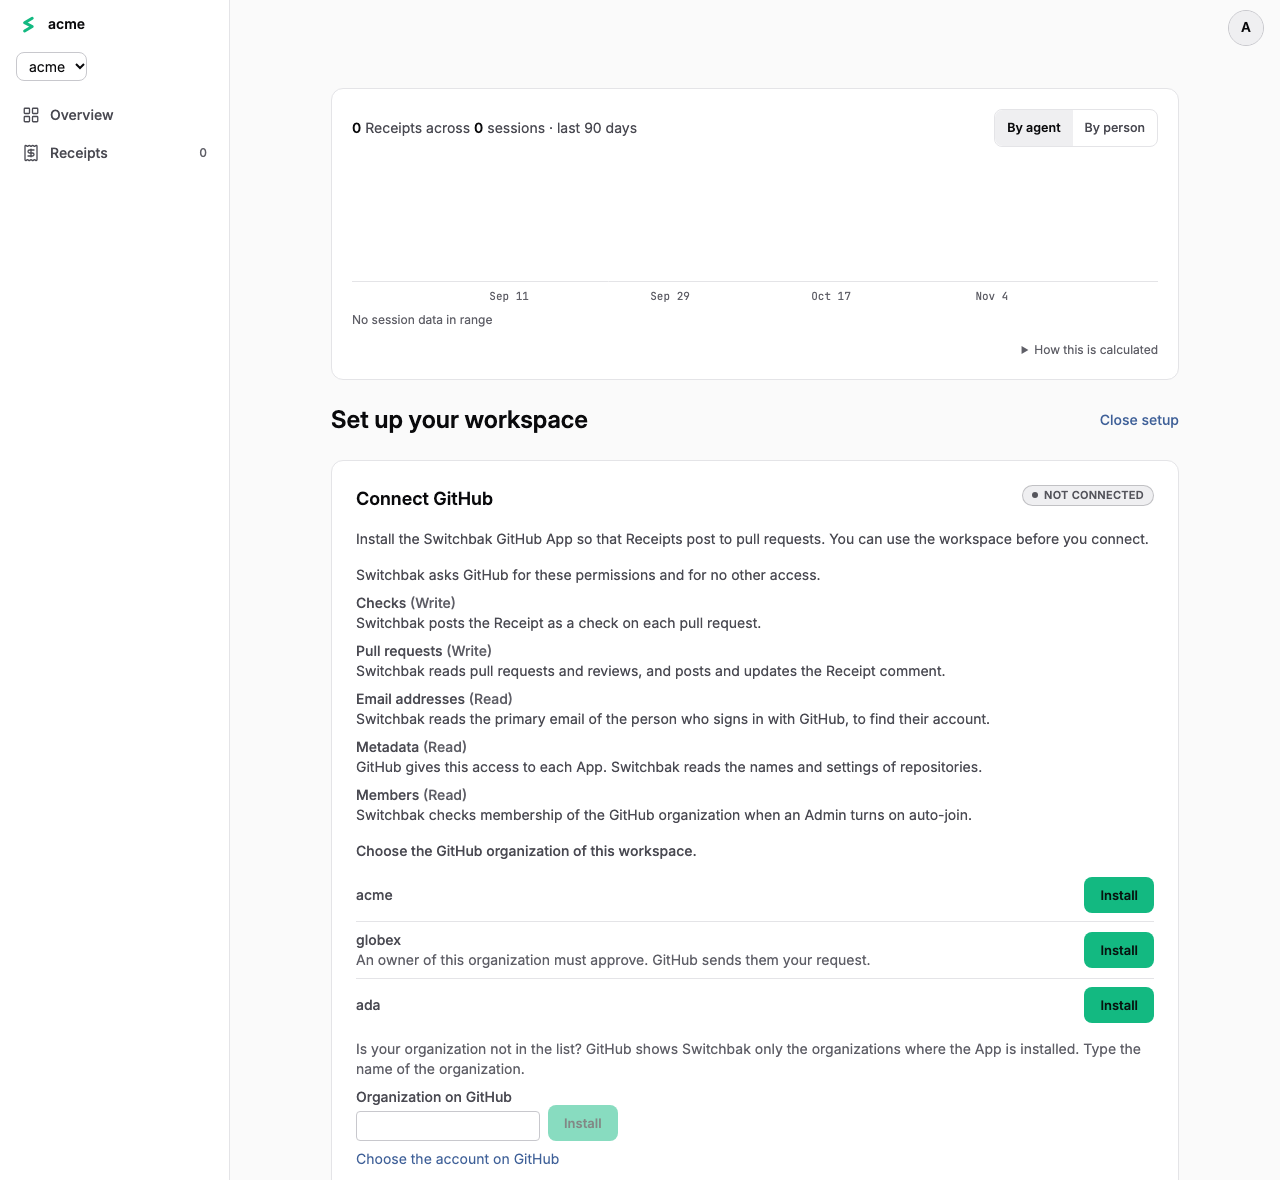 acme
A
acme
Overview
Receipts 0
0 Receipts across 0 sessions · last 90 days
By agent By person
Sep 11 Sep 29 Oct 17 Nov 4
No session data in range
How this is calculated
Set up your workspace
Close setup
Connect GitHub
NOT CONNECTED
Install the Switchbak GitHub App so that Receipts post to pull requests. You can use the workspace before you connect.
Switchbak asks GitHub for these permissions and for no other access.
Checks (Write)
Switchbak posts the Receipt as a check on each pull request.
Pull requests (Write)
Switchbak reads pull requests and reviews, and posts and updates the Receipt comment.
Email addresses (Read)
Switchbak reads the primary email of the person who signs in with GitHub, to find their account.
Metadata (Read)
GitHub gives this access to each App. Switchbak reads the names and settings of repositories.
Members (Read)
Switchbak checks membership of the GitHub organization when an Admin turns on auto-join.
Choose the GitHub organization of this workspace.
acme
Install
globex
An owner of this organization must approve. GitHub sends them your request.
Install
ada
Install
Is your organization not in the list? GitHub shows Switchbak only the organizations where the App is installed. Type the
name of the organization.
Organization on GitHub
Install
Choose the account on GitHub